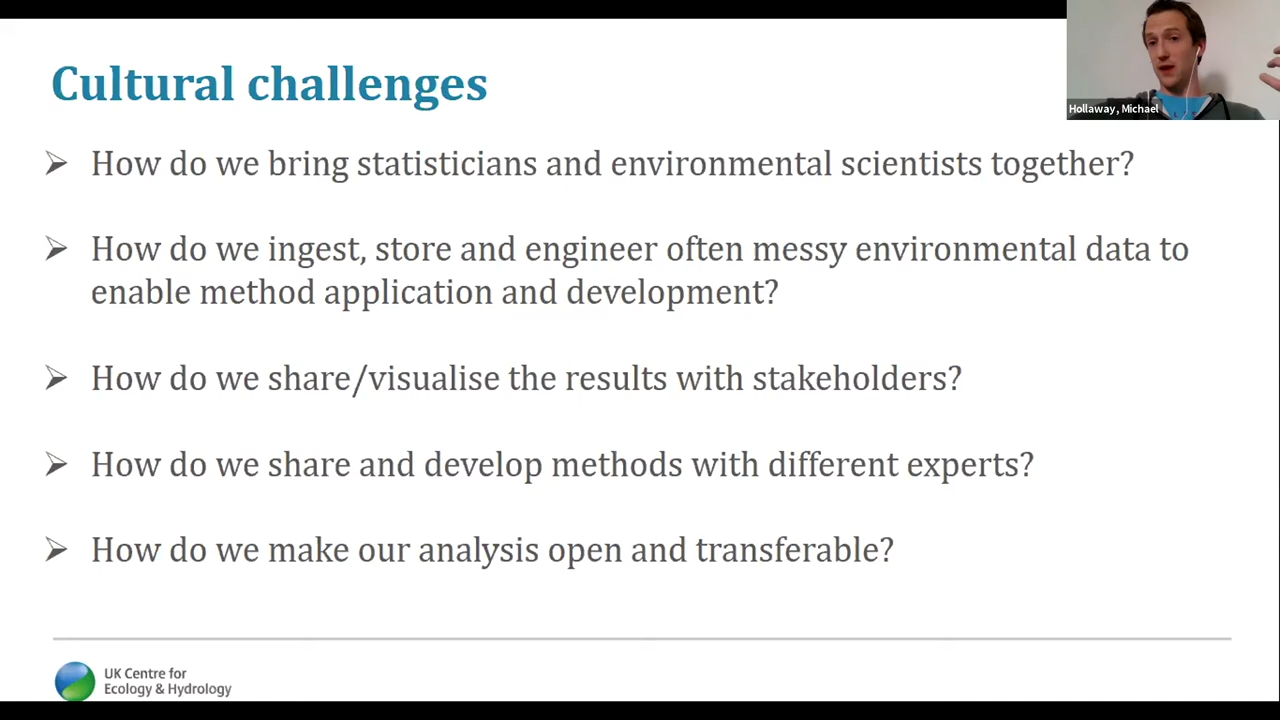 Cultural challenges
Hollaway, Michael
➢ How do we bring statisticians and environmental scientists together?
➢ How do we ingest, store and engineer often messy environmental data to
enable method application and development?
➢ How do we share/visualise the results with stakeholders?
➢ How do we share and develop methods with different experts?
➢ How do we make our analysis open and transferable?
UK Centre for
Ecology & Hydrology